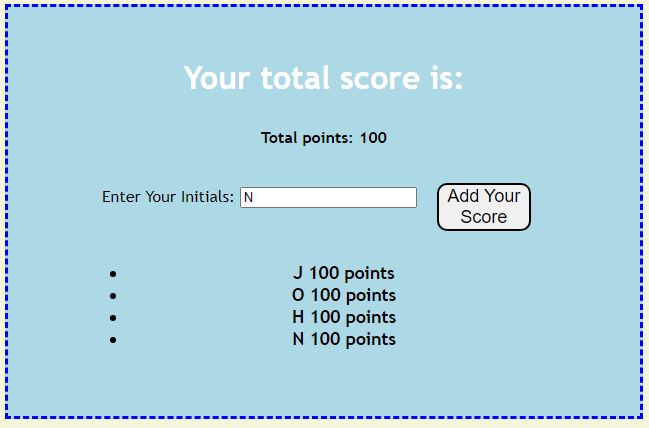 Your total score is:
Total points: 100
Enter Your Initials: N
Add Your
Score
J 100 points
O 100 points
H 100 points
N 100 points